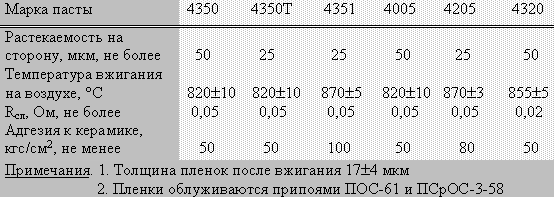 Марка пасты 4350 4350Т 4351 4005 4205 4320
Растекаемость на
сторону, мкм, не более 50 25 25 50 25 50
Температура вжигания
на воздухе, °С 820±10 820±10 870±5 820±10 870±3 855±5
Rсл, Ом, не более 0,05 0,05 0,05 0,05 0,05 0,02
Адгезия к керамике,
кгс/см², не менее 50 50 100 50 80 50
Примечания. 1. Толщина пленок после вжигания 17±4 мкм
2. Пленки облуживаются припоями ПОС-61 и ПСрОС-3-58